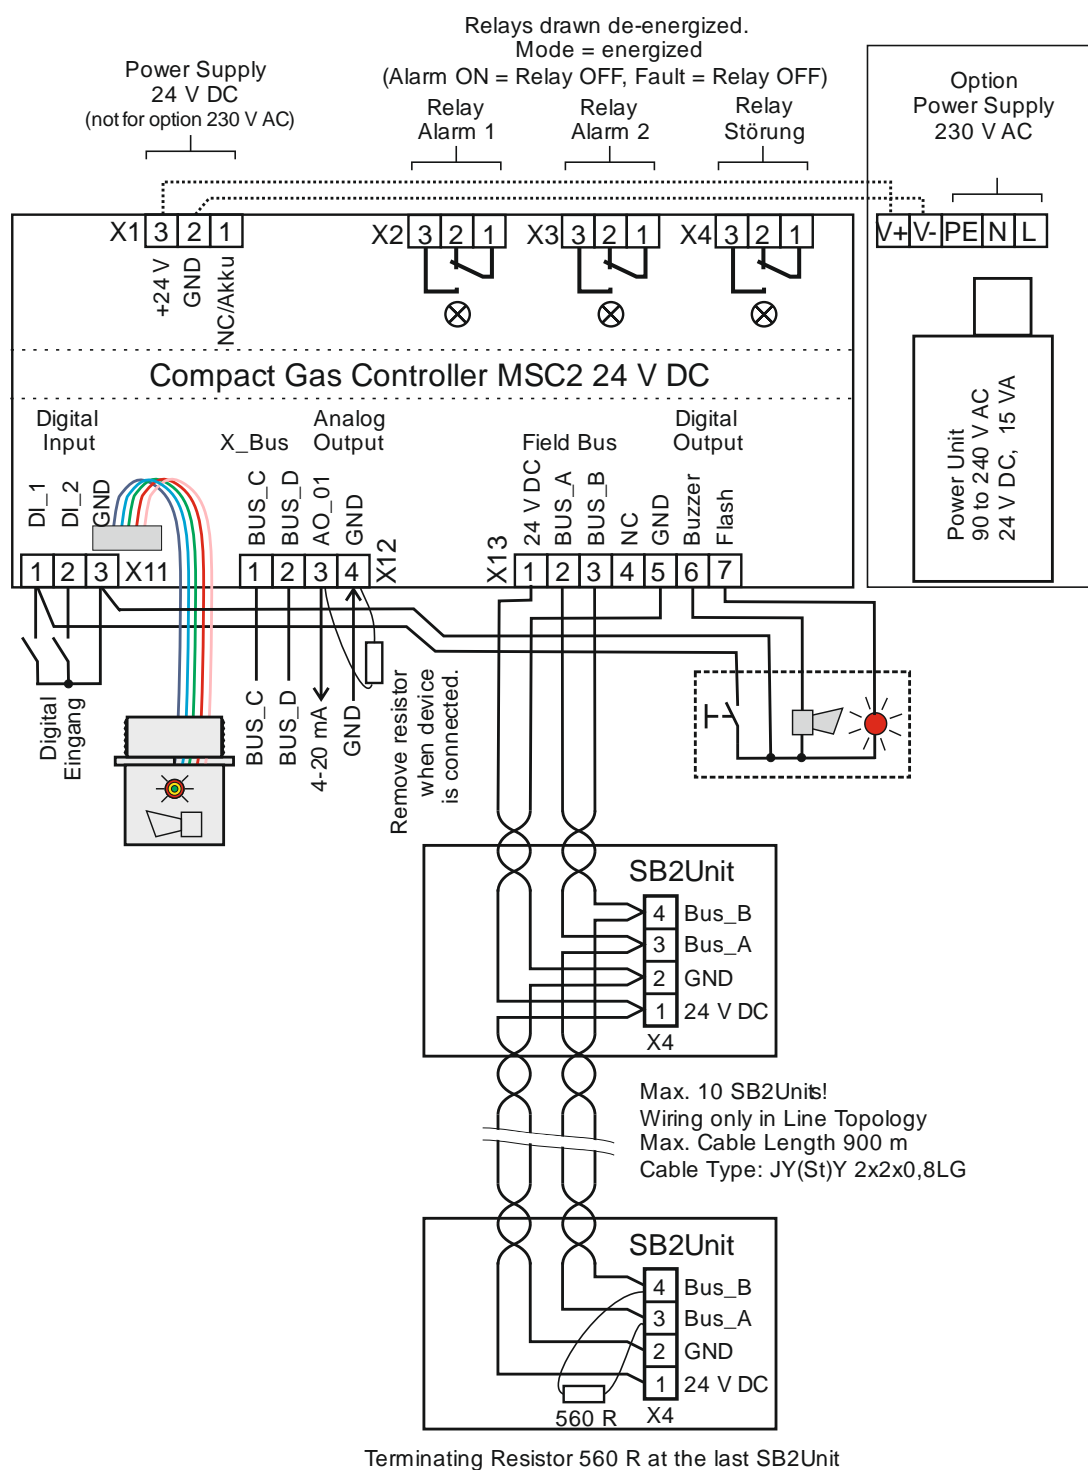 Relays drawn de-energized.
Mode = energized
(Alarm ON = Relay OFF, Fault = Relay OFF)
Power Supply
24 V DC
(not for option 230 V AC)
Relay
Alarm 1
Relay
Alarm 2
Relay
Störung
Option
Power Supply
230 V AC
X1 3 2 1
X2 3 2 1
X3 3 2 1
X4 3 2 1
V+ V- PE N L
+24 V
GND
NC/Akku
Compact Gas Controller MSC2 24 V DC
Power Unit
90 to 240 V AC
24 V DC, 15 VA
Digital
Input
X_Bus
Analog
Output
Field Bus
Digital
Output
DI_1
DI_2
GND
BUS_C
BUS_D
AO_01
GND
24 V DC
BUS_A
BUS_B
NC
GND
Buzzer
Flash
1 2 3 X11
1 2 3 4 X12
X13 1 2 3 4 5 6 7
Digital
Eingang
BUS_C
BUS_D
4-20 mA
GND
Remove resistor
when device
is connected.
SB2Unit
4 Bus_B
3 Bus_A
2 GND
1 24 V DC
X4
Max. 10 SB2Units!
Wiring only in Line Topology
Max. Cable Length 900 m
Cable Type: JY(St)Y 2x2x0,8LG
SB2Unit
4 Bus_B
3 Bus_A
2 GND
1 24 V DC
560 R X4
Terminating Resistor 560 R at the last SB2Unit